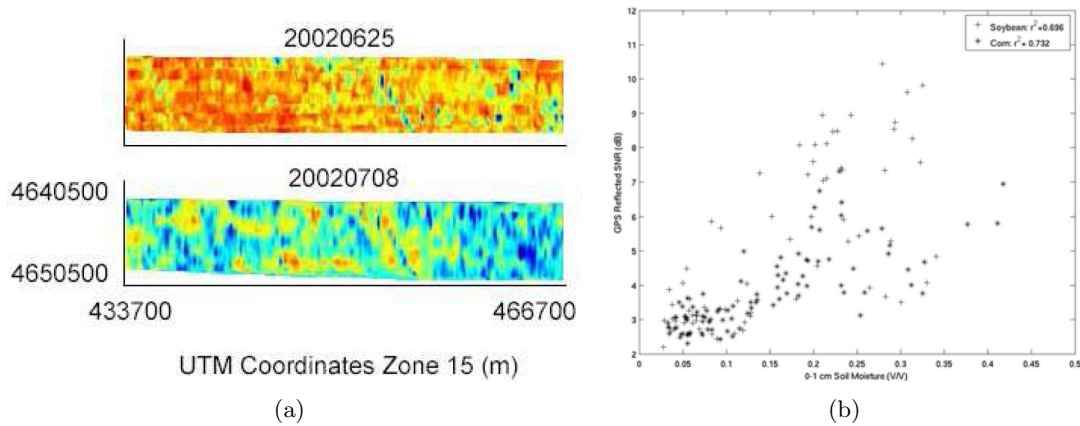 20020625
20020708
4640500
4650500
433700
466700
UTM Coordinates Zone 15 (m)
(a)
Soybean: r²=0.696
Corn: r²= 0.732
GPS Reflected SNR (dB)
12
11
10
9
8
7
6
5
4
3
2
0 0.05 0.1 0.15 0.2 0.25 0.3 0.35 0.4 0.45 0.5
0-1 cm Soil Moisture (V/V)
(b)